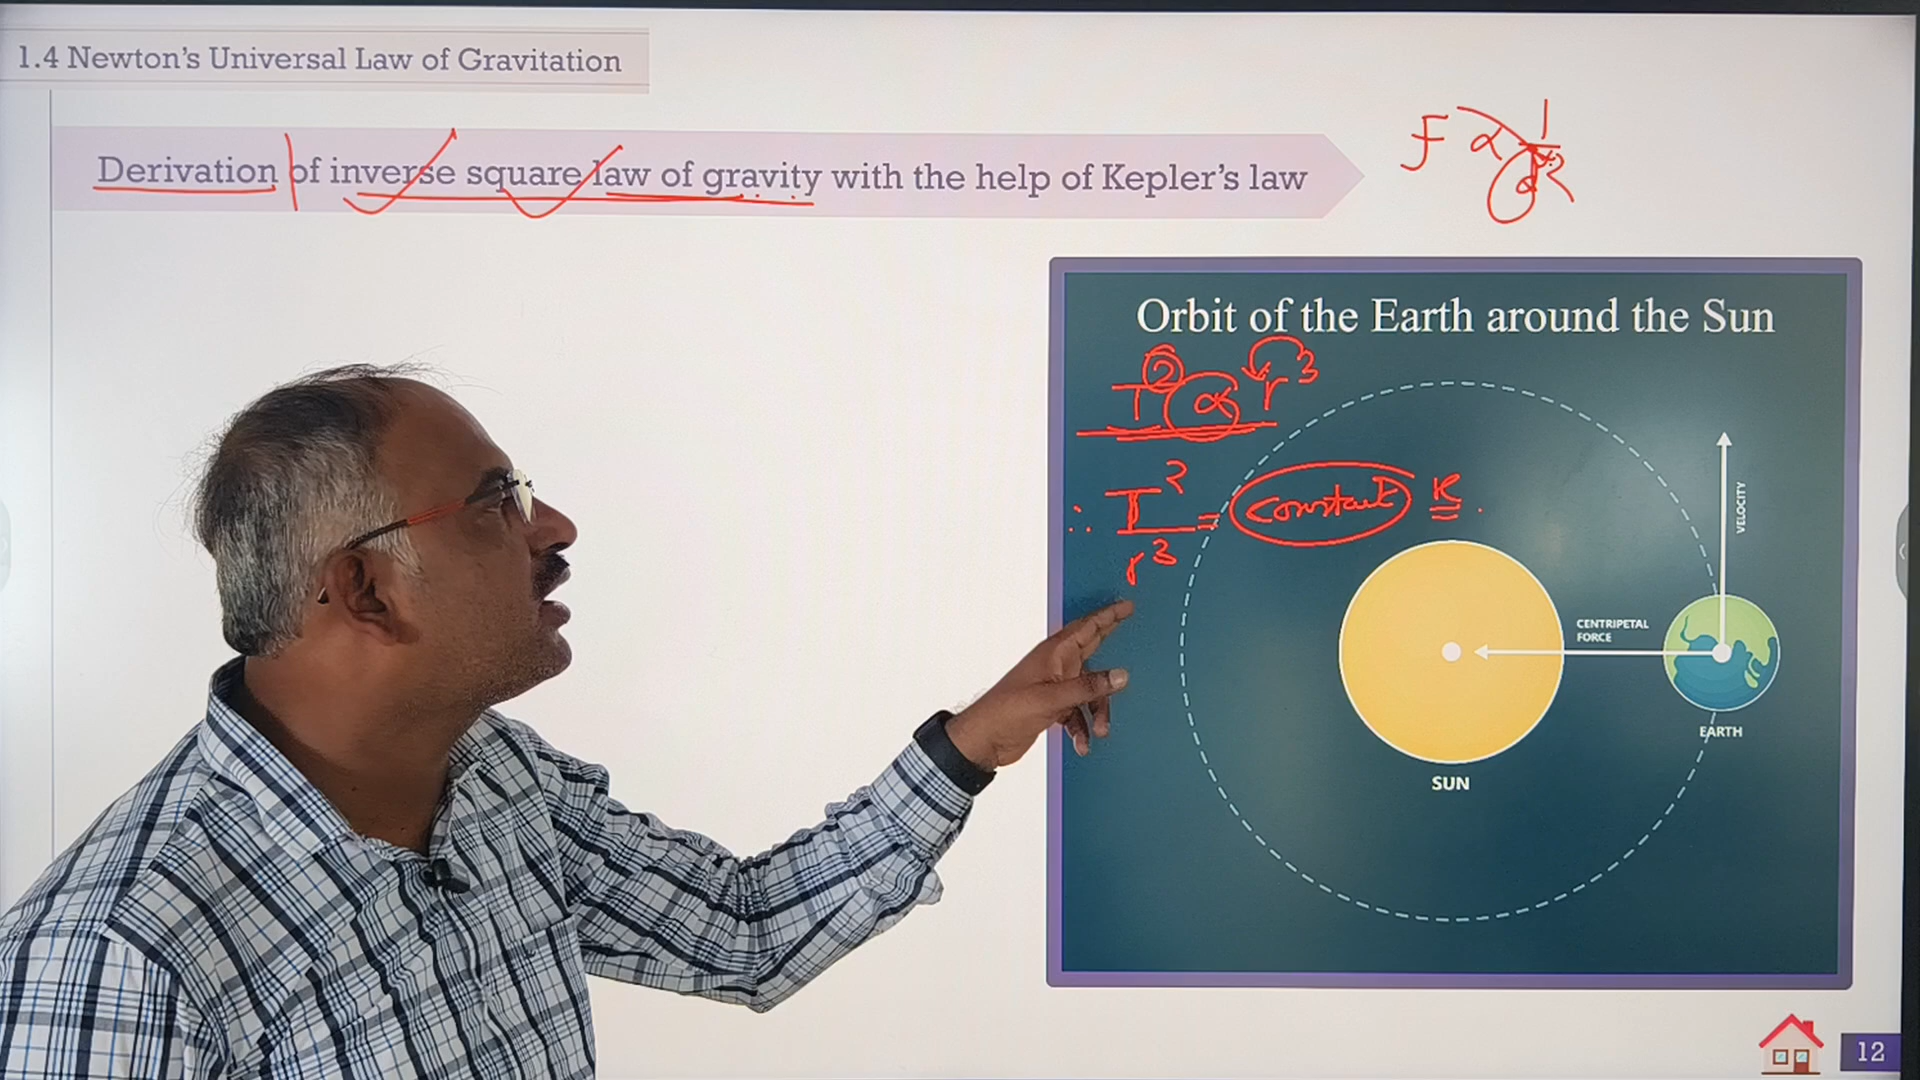 1.4 Newton's Universal Law of Gravitation
Derivation of inverse square law of gravity with the help of Kepler's law
F ∝ 1
Orbit of the Earth around the Sun
T² ∝ r³
∴ T²/r³ = constant K.
VELOCITY
CENTRIPETAL
FORCE
EARTH
SUN
12